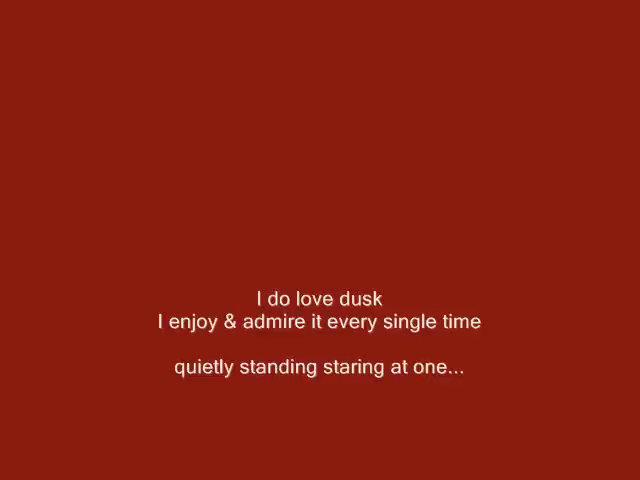 I do love dusk
I enjoy & admire it every single time
quietly standing staring at one...